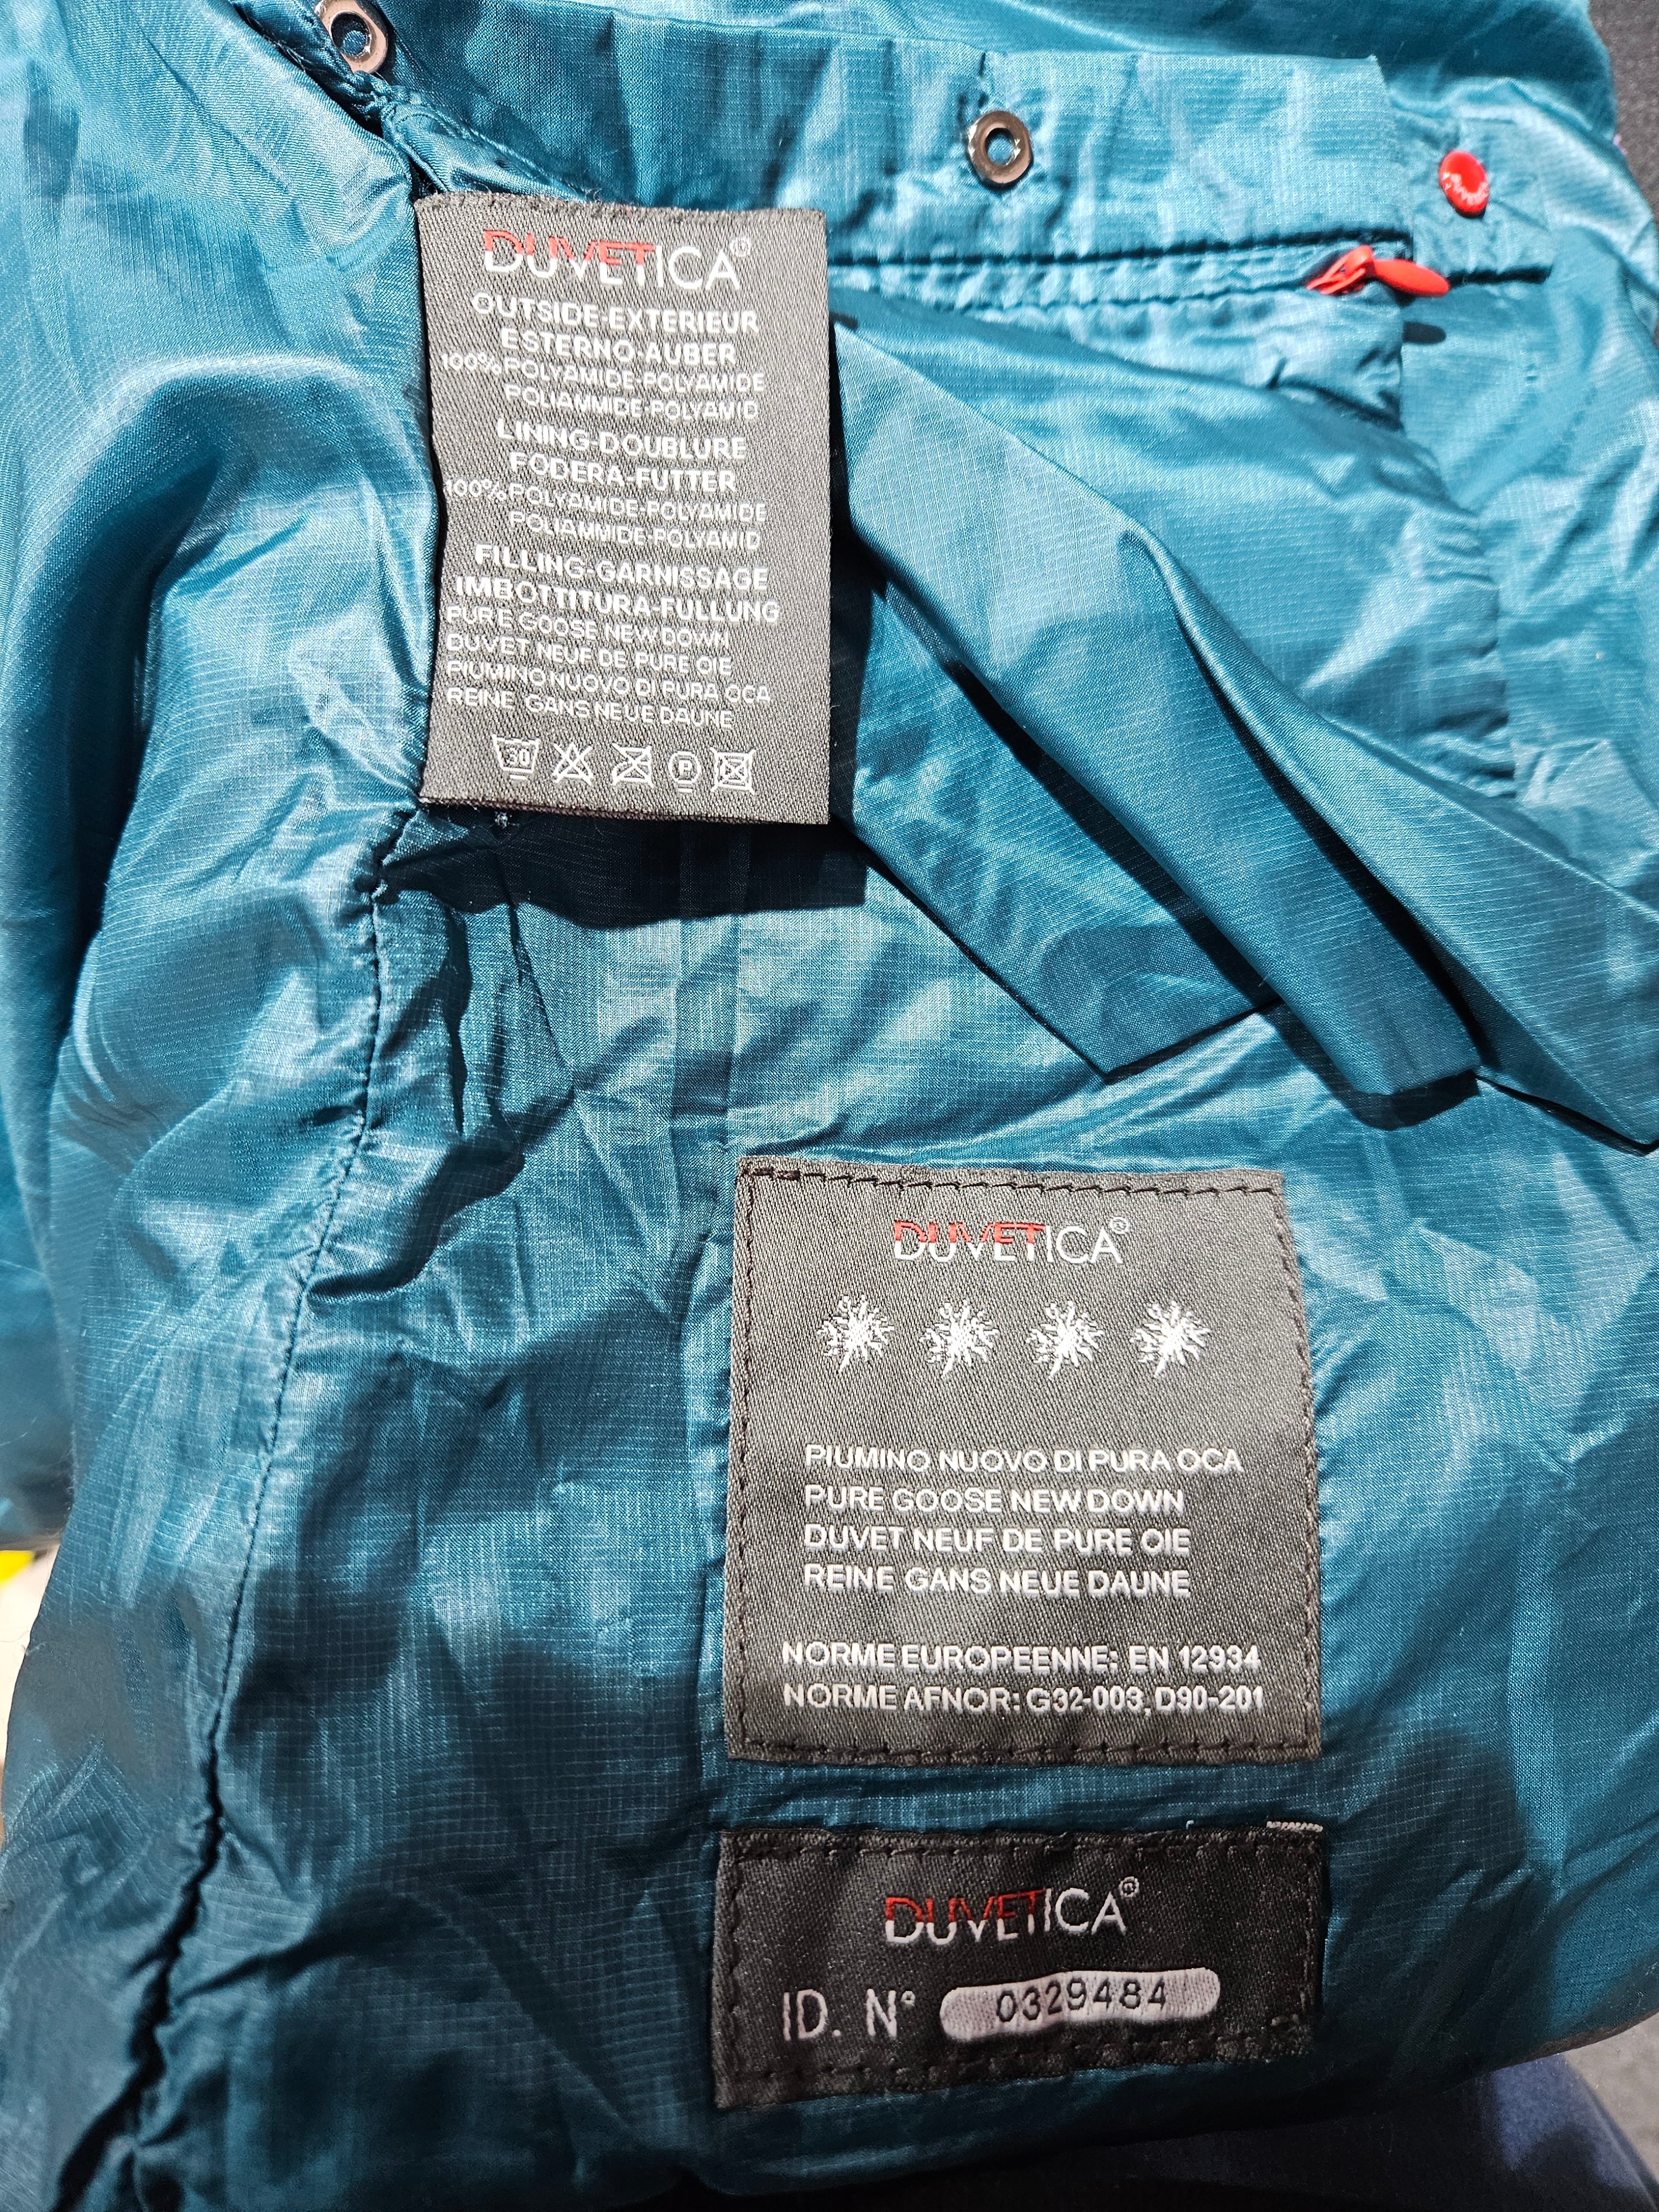 DUVETICA®
OUTSIDE-EXTERIEUR
ESTERNO-AUBER
100%POLYAMIDE-POLYAMIDE
POLIAMMIDE-POLYAMID
LINING-DOUBLURE
FODERA-FUTTER
100%POLYAMIDE-POLYAMIDE
POLIAMMIDE-POLYAMID
FILLING-GARNISSAGE
IMBOTTITURA-FULLUNG
PURE GOOSE NEW DOWN
DUVET NEUF DE PURE OIE
PIUMINO NUOVO DI PURA OCA
REINE GANS NEUE DAUNE
30 P
DUVETICA®
PIUMINO NUOVO DI PURA OCA
PURE GOOSE NEW DOWN
DUVET NEUF DE PURE OIE
REINE GANS NEUE DAUNE
NORME EUROPEENNE: EN 12934
NORME AFNOR: G32-003, D90-201
DUVETICA®
ID. N° 0329484